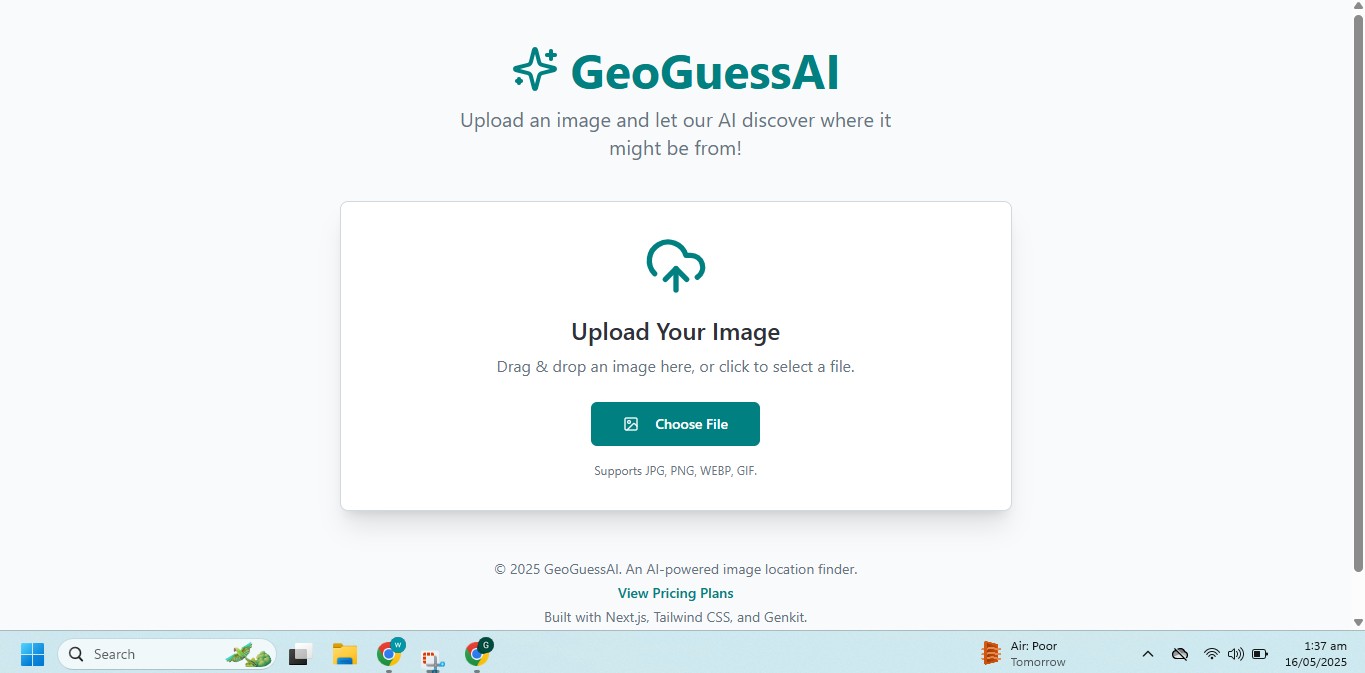 GeoGuessAI
Upload an image and let our AI discover where it
might be from!
Upload Your Image
Drag & drop an image here, or click to select a file.
Choose File
Supports JPG, PNG, WEBP, GIF.
© 2025 GeoGuessAI. An AI-powered image location finder.
View Pricing Plans
Built with Next.js, Tailwind CSS, and Genkit.
Search
W
G
Air: Poor
Tomorrow
1:37 am
16/05/2025